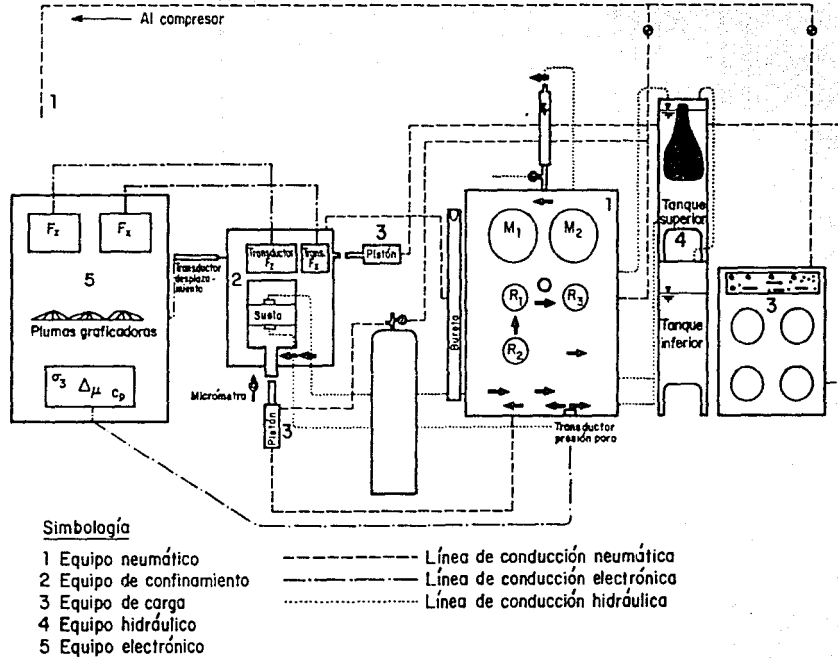 Al compresor
1
Fz
Fx
5
Plumas graficadoras
σ3 Δμ cp
Transductor
desplaza-
miento
2
Transductor
Fz
Trans.
Fx
Suelo
Micrómetro
Pistón
3
3
Pistón
Bureta
1
M1
M2
R1
R3
R2
Transductor
presión poro
Tanque
superior
4
Tanque
inferior
3
Simbología
1 Equipo neumático
2 Equipo de confinamiento
3 Equipo de carga
4 Equipo hidráulico
5 Equipo electrónico
Línea de conducción neumática
Línea de conducción electrónica
Línea de conducción hidráulica